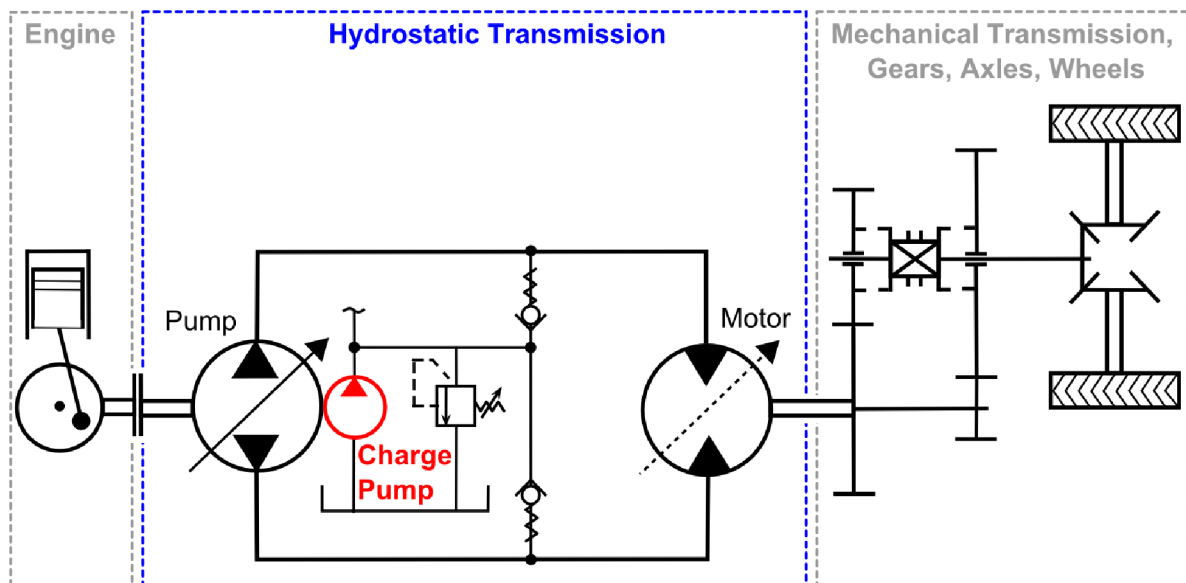 Engine
Hydrostatic Transmission
Mechanical Transmission,
Gears, Axles, Wheels
Pump
Motor
Charge
Pump